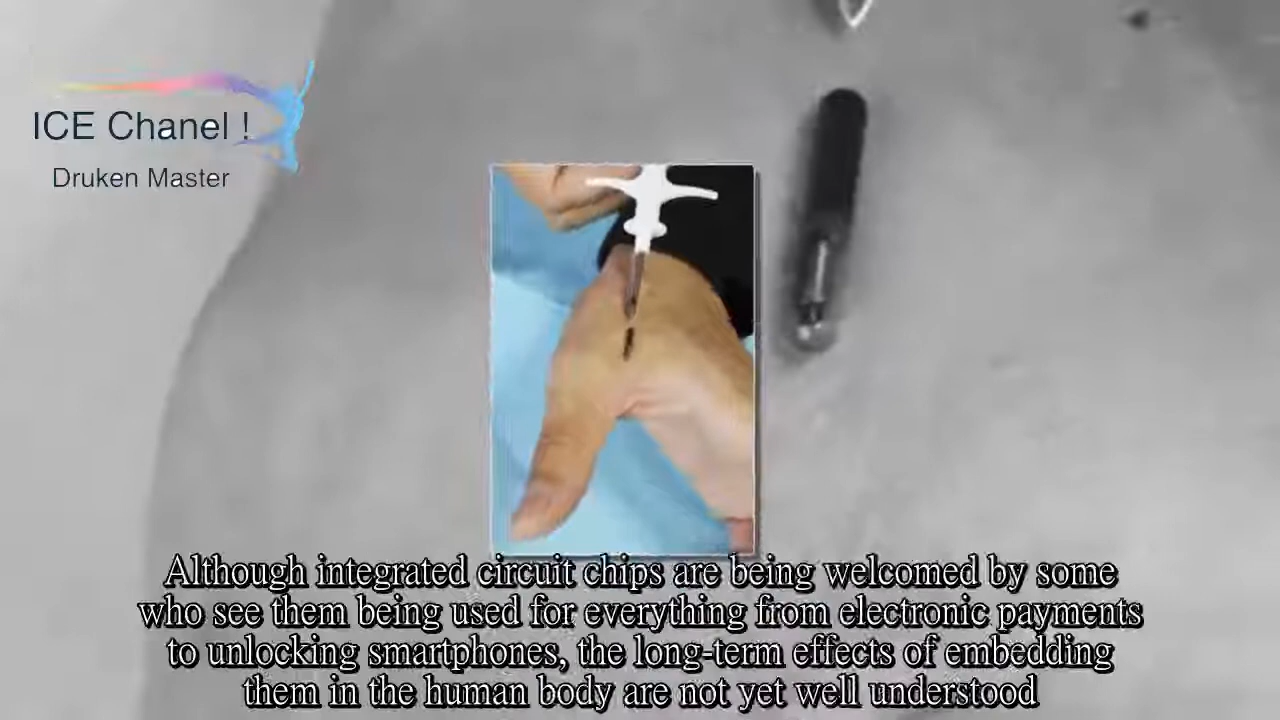 ICE Chanel !
Druken Master
Although integrated circuit chips are being welcomed by some
who see them being used for everything from electronic payments
to unlocking smartphones, the long-term effects of embedding
them in the human body are not yet well understood